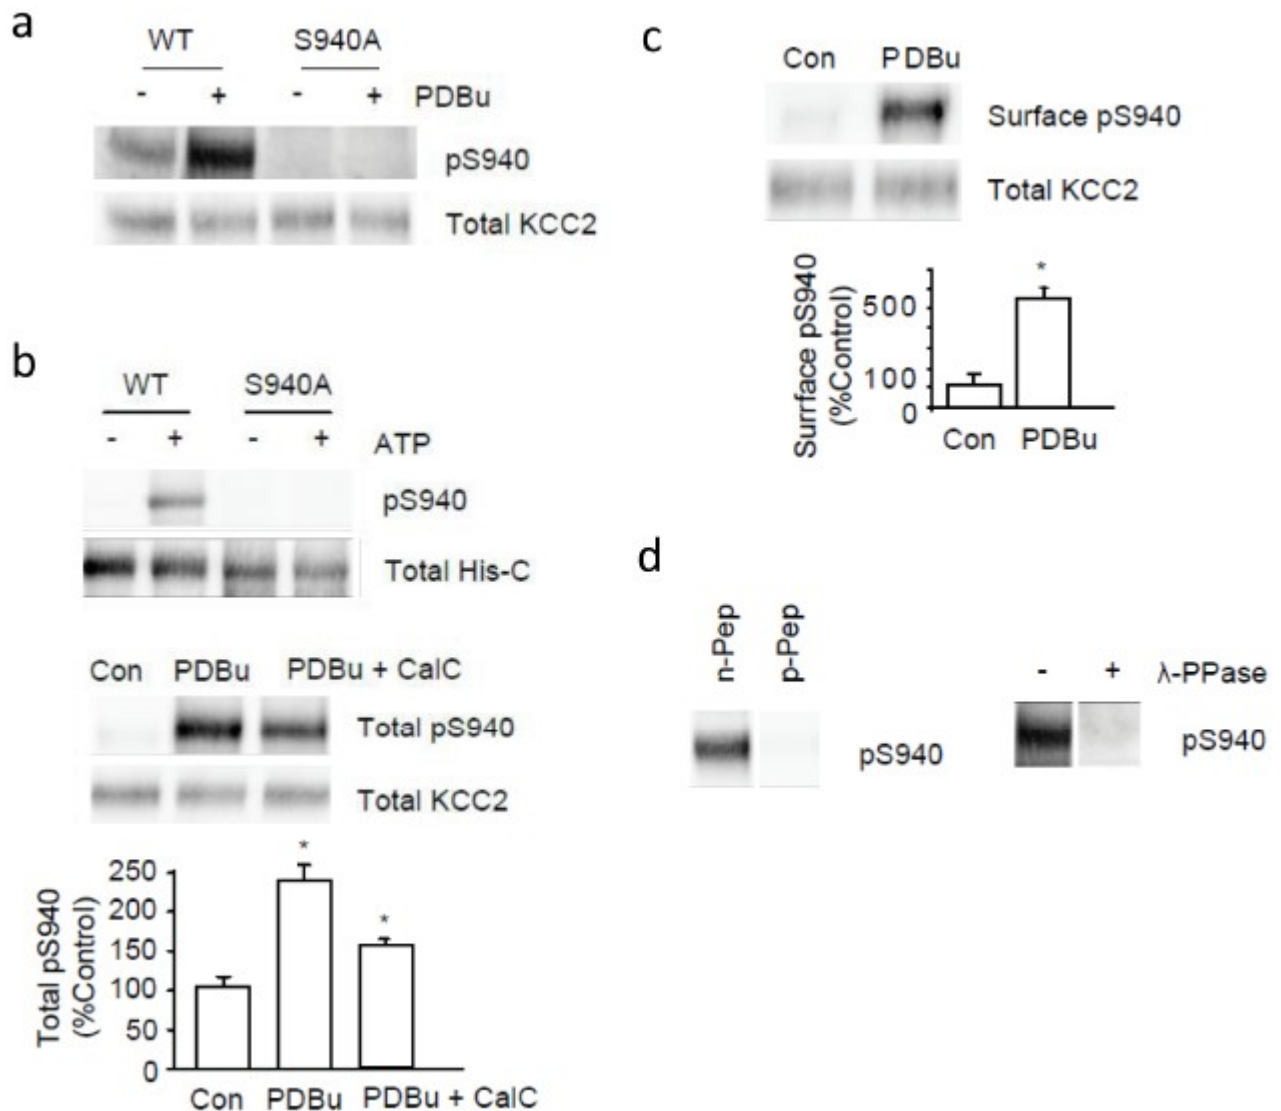 a
WT S940A
- + - + PDBu
pS940
Total KCC2
b
WT S940A
- + - + ATP
pS940
Total His-C
Con PDBu PDBu + CalC
Total pS940
Total KCC2
Total pS940
(%Control)
250
200
150
100
50
0
* *
Con PDBu PDBu + CalC
c
Con PDBu
Surface pS940
Total KCC2
Surrface pS940
(%Control)
500
100
0
*
Con PDBu
d
n-Pep p-Pep
pS940
- + λ-PPase
pS940